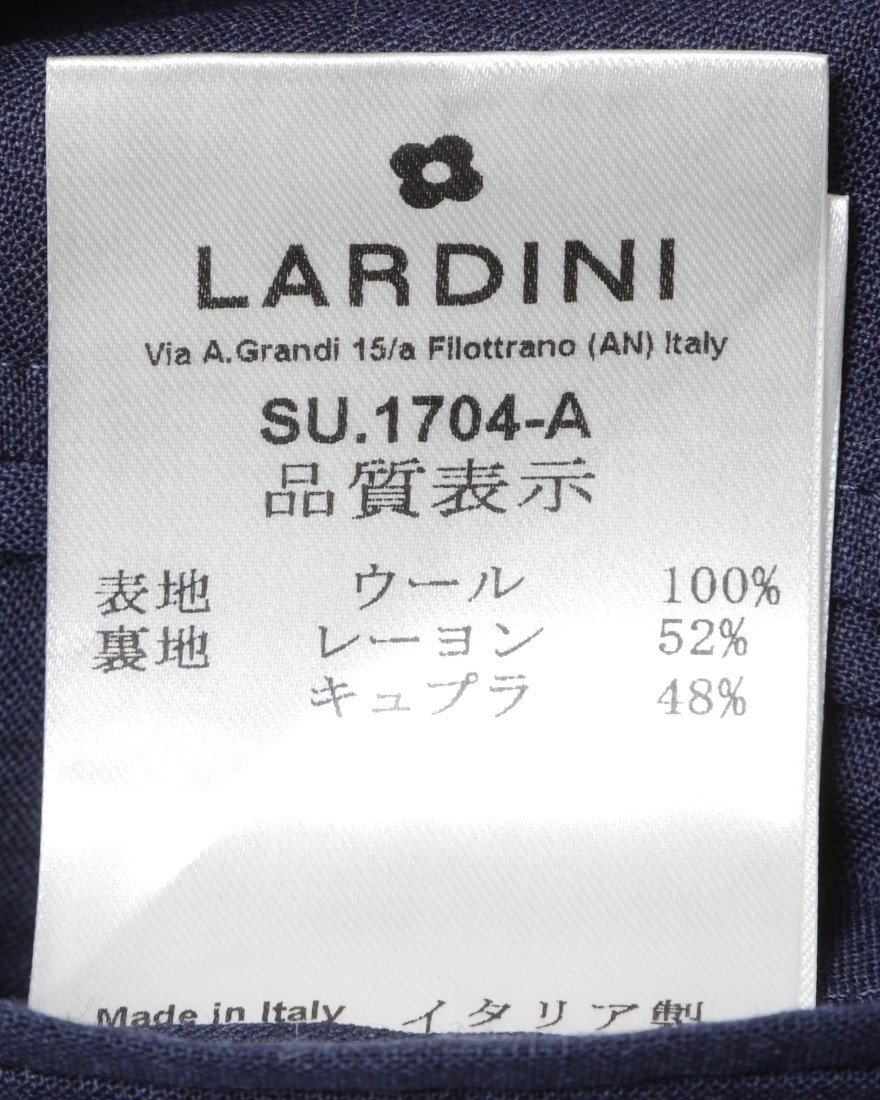 LARDINI
Via A.Grandi 15/a Filottrano (AN) Italy
SU.1704-A
品質表示
表地 ウール 100%
裏地 レーヨン 52%
キュプラ 48%
Made in Italy イタリア製